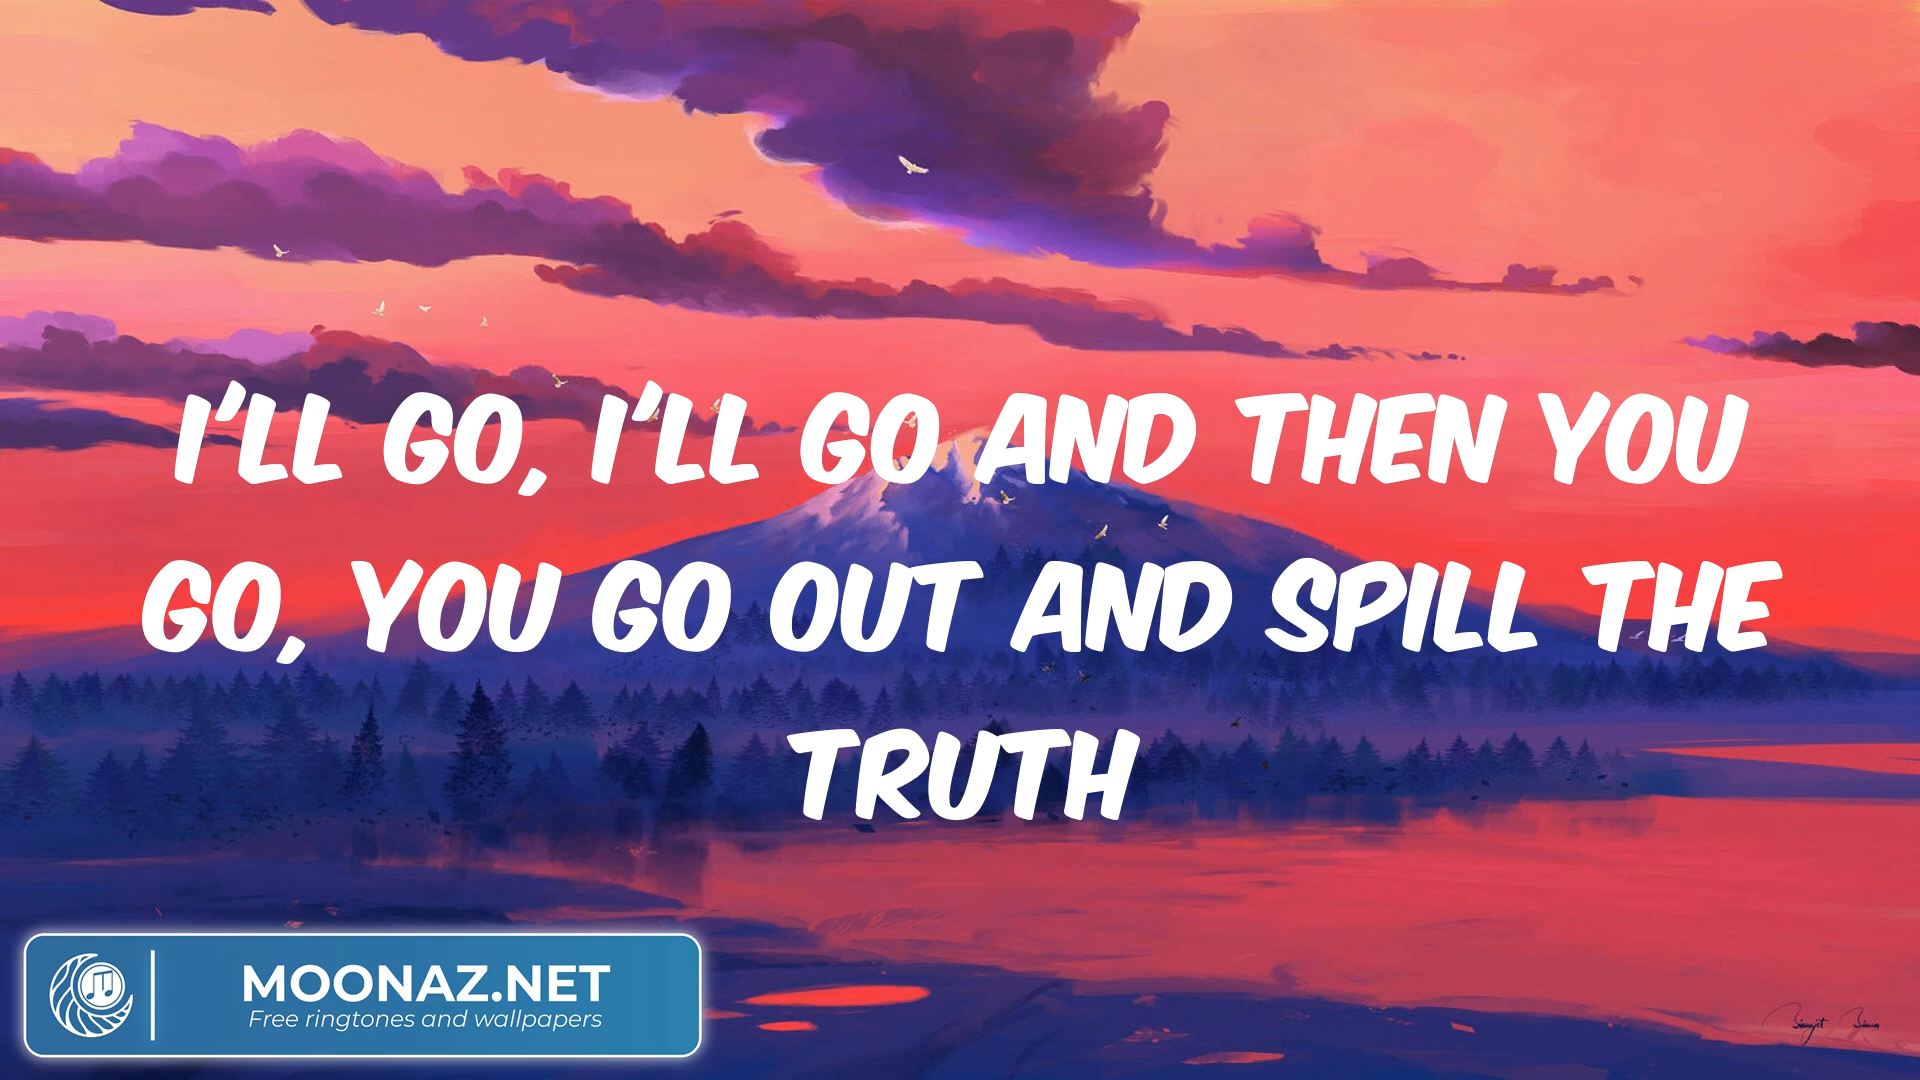 I'LL GO, I'LL GO AND THEN YOU
GO, YOU GO OUT AND SPILL THE
TRUTH
MOONAZ.NET
Free ringtones and wallpapers